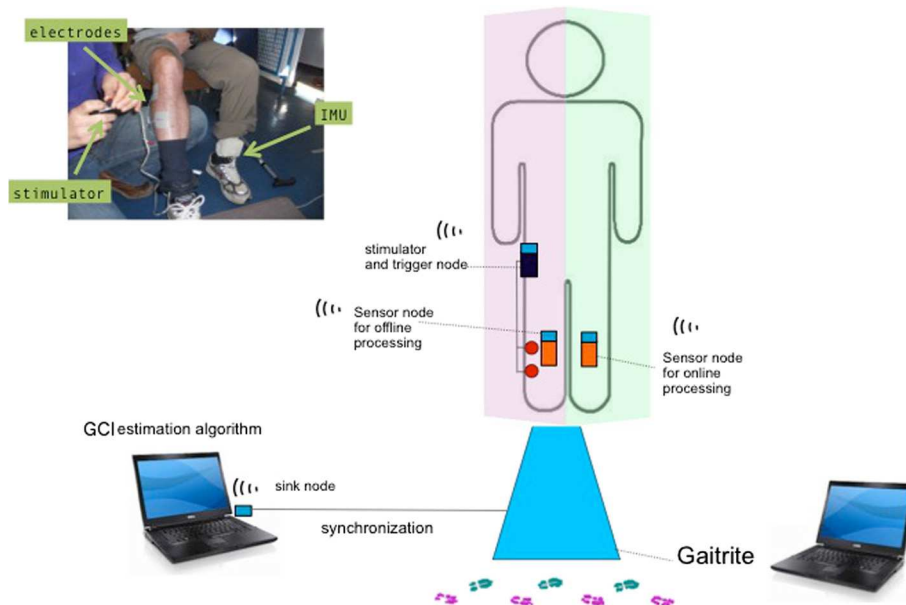 electrodes
IMU
stimulator
stimulator
and trigger node
Sensor node
for offline
processing
Sensor node
for online
processing
GCI estimation algorithm
sink node
synchronization
Gaitrite